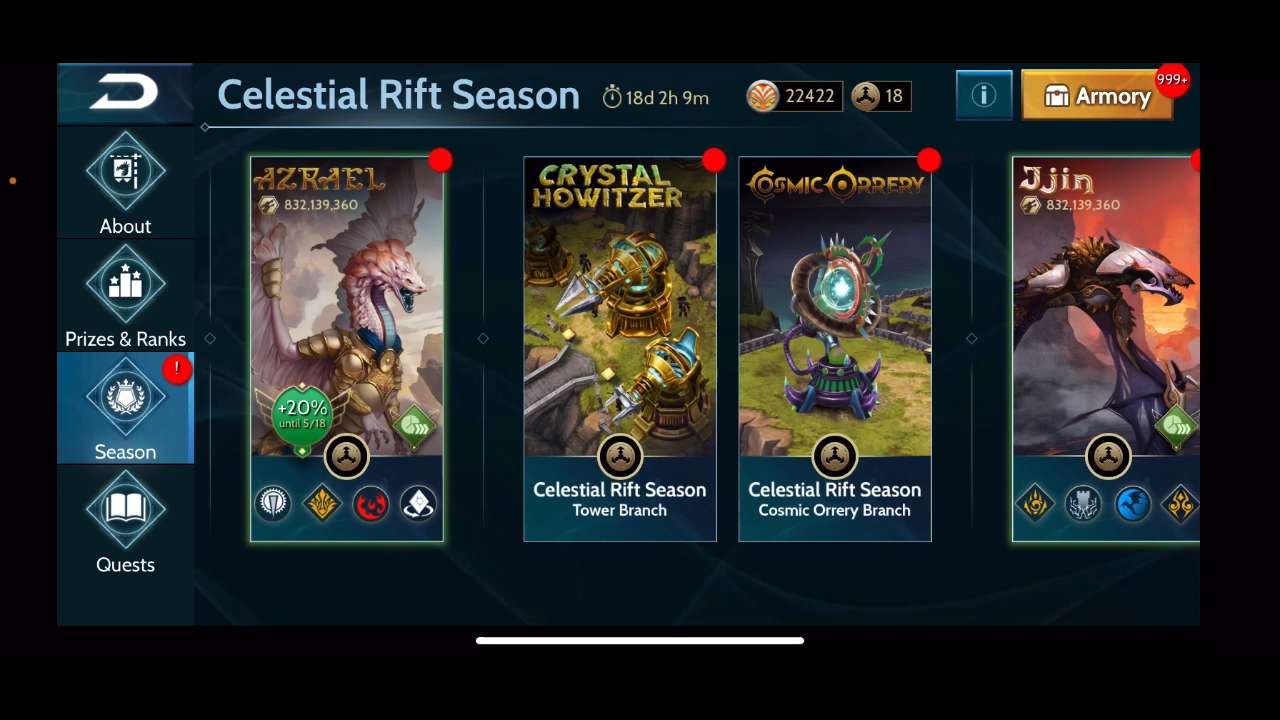 Celestial Rift Season
18d 2h 9m
22422
18
i
Armory
999+
About
Prizes & Ranks
!
Season
Quests
AZRAEL
832,139,360
+20%
until 5/18
CRYSTAL
HOWITZER
Celestial Rift Season
Tower Branch
COSMIC ORRERY
Celestial Rift Season
Cosmic Orrery Branch
Jjin
832,139,360